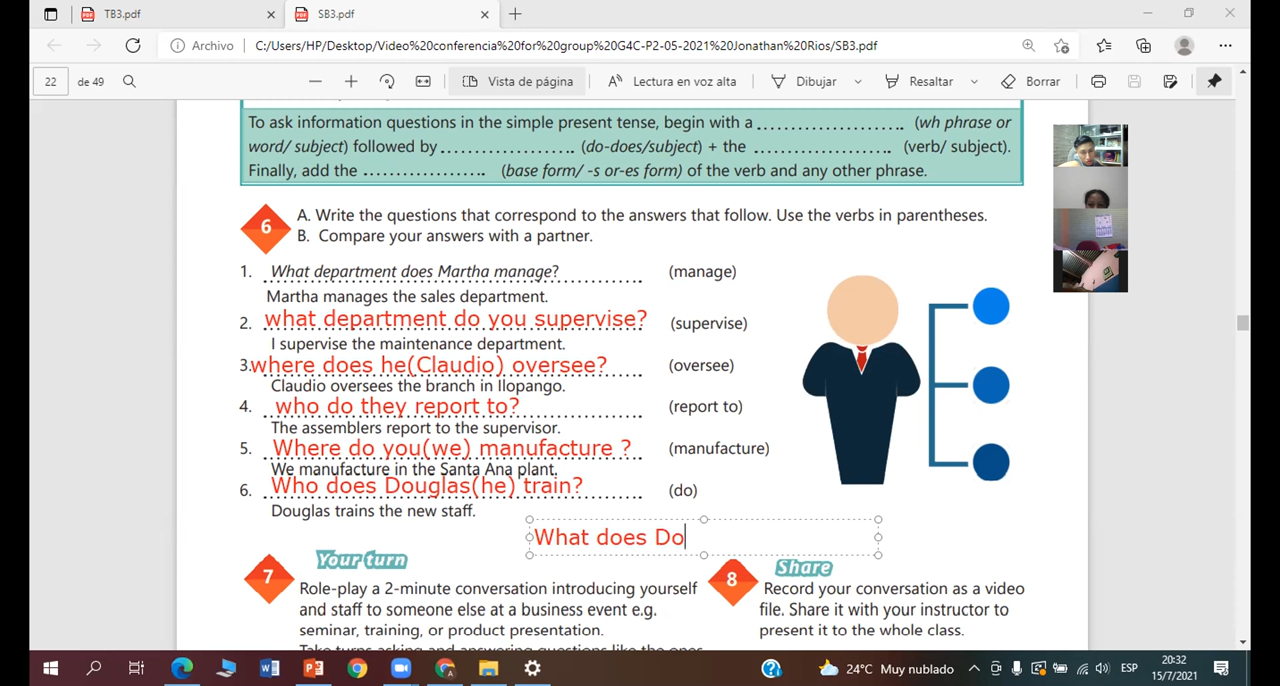 TB3.pdf
SB3.pdf
Archivo
C:/Users/HP/Desktop/Video%20conferencia%20for%20group%20G4C-P2-05-2021%20Jonathan%20Rios/SB3.pdf
22 de 49
Vista de página
Lectura en voz alta
Dibujar
Resaltar
Borrar
To ask information questions in the simple present tense, begin with a ..................... (wh phrase or
word/ subject) followed by ................... (do-does/subject) + the .................... (verb/ subject).
Finally, add the .................. (base form/ -s or-es form) of the verb and any other phrase.
6
A. Write the questions that correspond to the answers that follow. Use the verbs in parentheses.
B. Compare your answers with a partner.
1. What department does Martha manage? (manage)
Martha manages the sales department.
2. what department do you supervise? (supervise)
I supervise the maintenance department.
3. where does he(Claudio) oversee? (oversee)
Claudio oversees the branch in Ilopango.
4. who do they report to? (report to)
The assemblers report to the supervisor.
5. Where do you(we) manufacture ? (manufacture)
We manufacture in the Santa Ana plant.
6. Who does Douglas(he) train? (do)
Douglas trains the new staff.
What does Do
7 Your turn
Role-play a 2-minute conversation introducing yourself
and staff to someone else at a business event e.g.
seminar, training, or product presentation.
Take turns asking and answering questions like the ones
8 Share
Record your conversation as a video
file. Share it with your instructor to
present it to the whole class.
24°C Muy nublado
ESP
20:32
15/7/2021